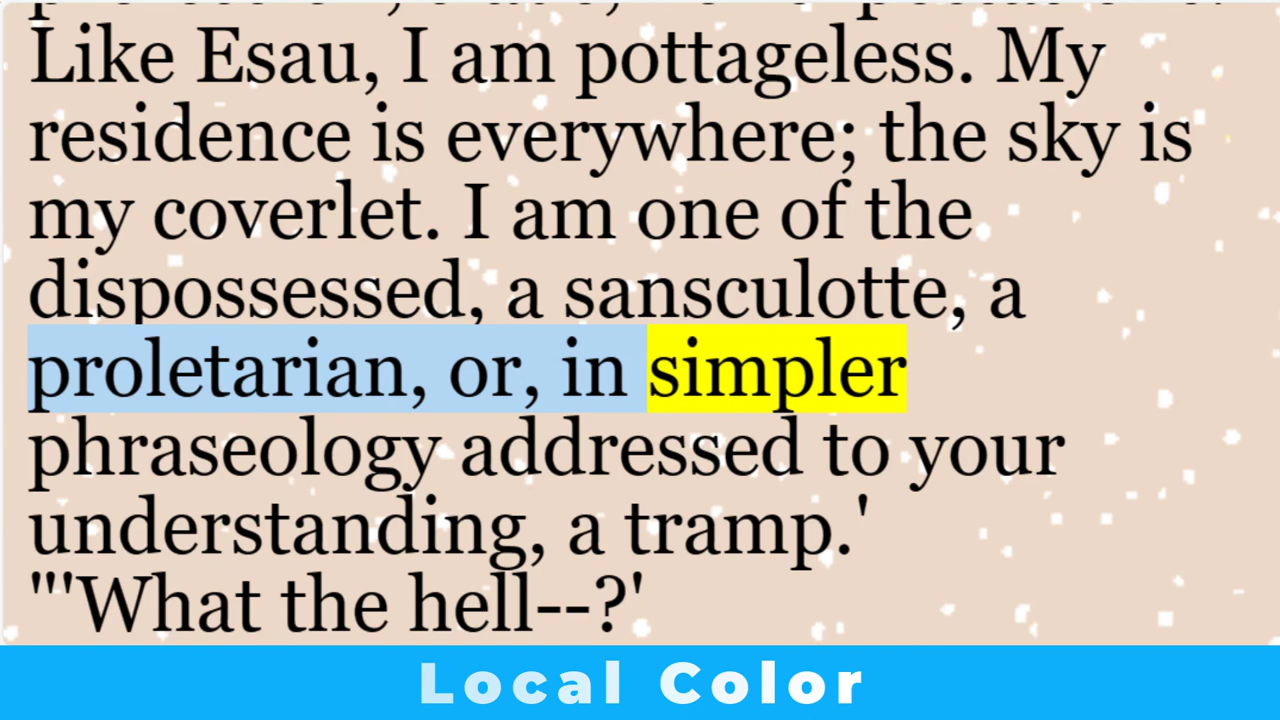 Like Esau, I am pottageless. My
residence is everywhere; the sky is
my coverlet. I am one of the
dispossessed, a sansculotte, a
proletarian, or, in simpler
phraseology addressed to your
understanding, a tramp.'
"'What the hell--?'
Local Color